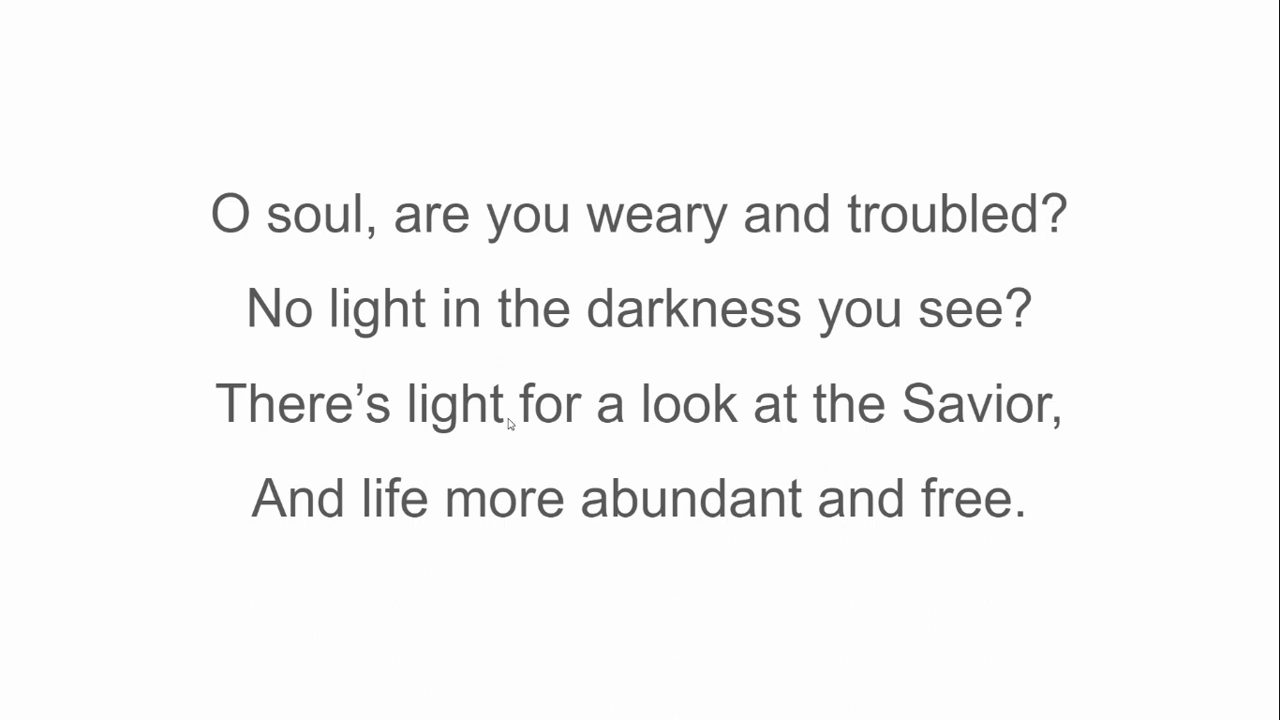 O soul, are you weary and troubled?
No light in the darkness you see?
There’s light for a look at the Savior,
And life more abundant and free.